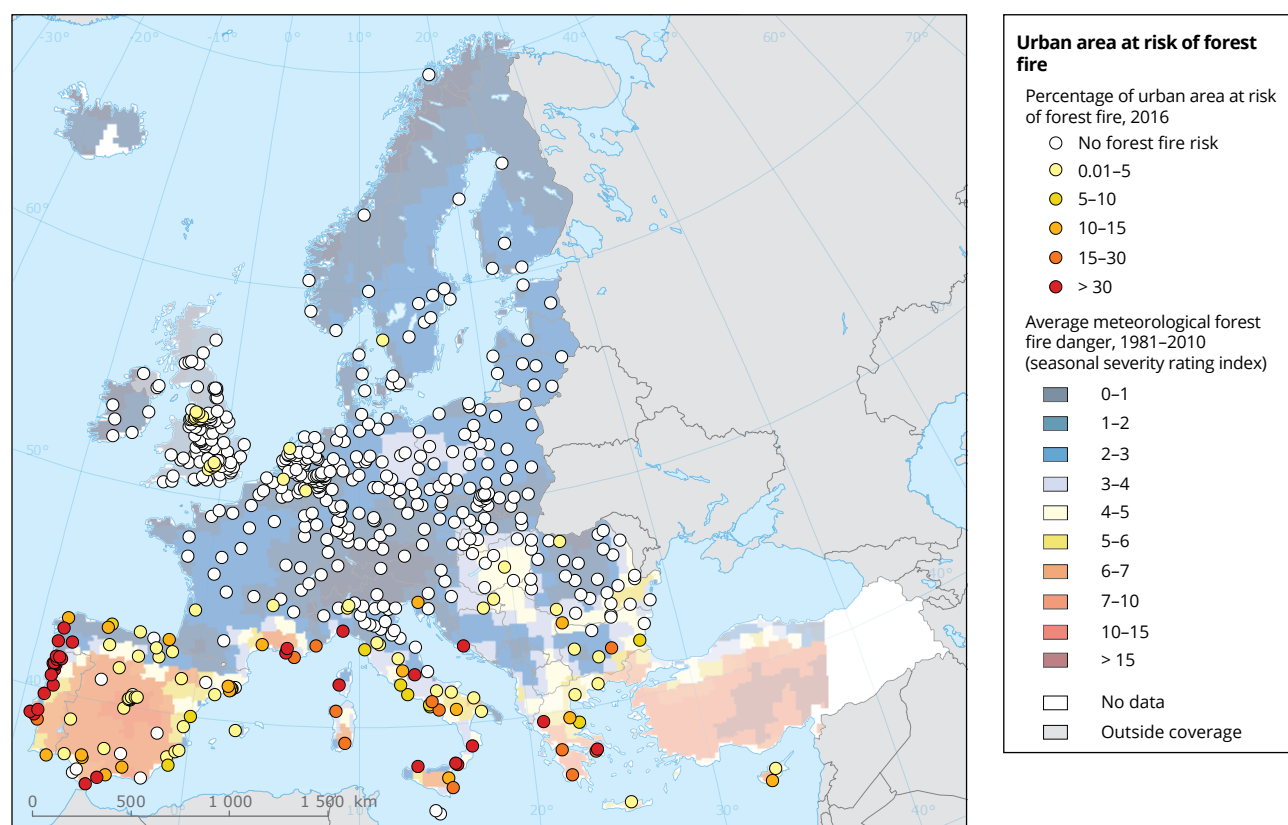 -30° -20° -10° 0° 10° 20° 30° 40° 50° 60° 70°
60°
50°
40°
40°
0 500 1 000 1 500 km
0° 10° 20° 30° 40°
Urban area at risk of forest
fire
Percentage of urban area at risk
of forest fire, 2016
No forest fire risk
0.01–5
5–10
10–15
15–30
> 30
Average meteorological forest
fire danger, 1981–2010
(seasonal severity rating index)
0–1
1–2
2–3
3–4
4–5
5–6
6–7
7–10
10–15
> 15
No data
Outside coverage